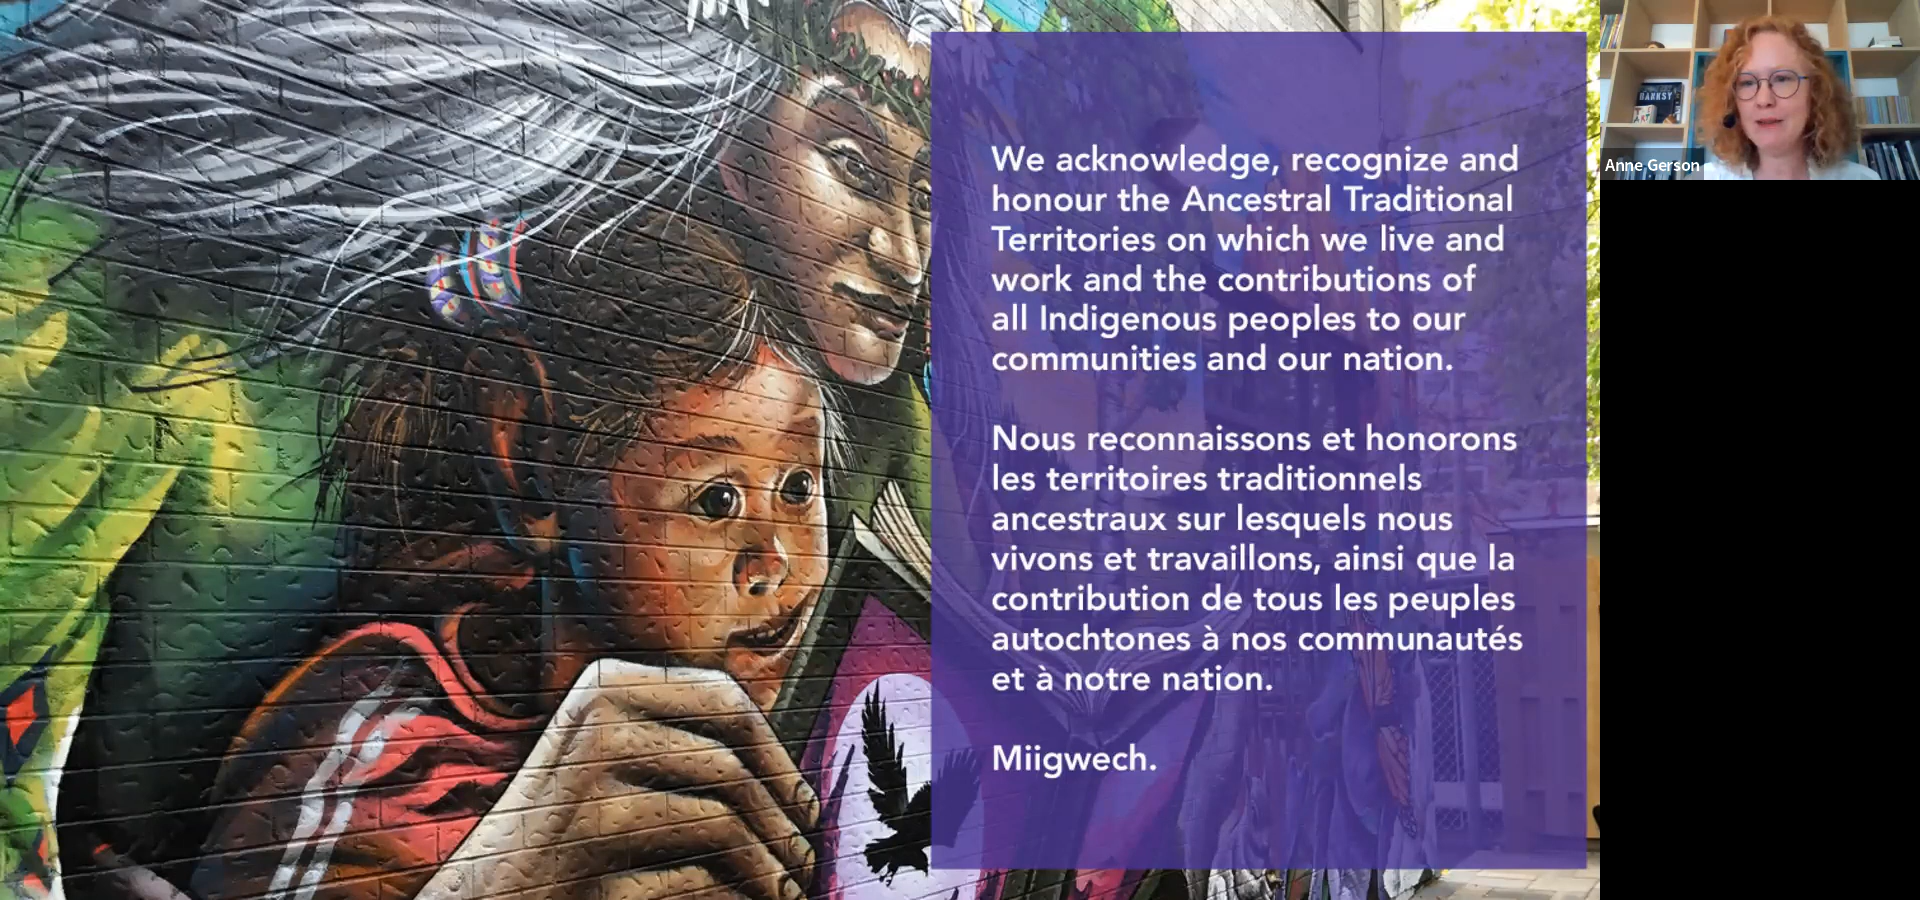 We acknowledge, recognize and
honour the Ancestral Traditional
Territories on which we live and
work and the contributions of
all Indigenous peoples to our
communities and our nation.
Nous reconnaissons et honorons
les territoires traditionnels
ancestraux sur lesquels nous
vivons et travaillons, ainsi que la
contribution de tous les peuples
autochtones à nos communautés
et à notre nation.
Miigwech.
BANKSY
ART
Anne Gerson